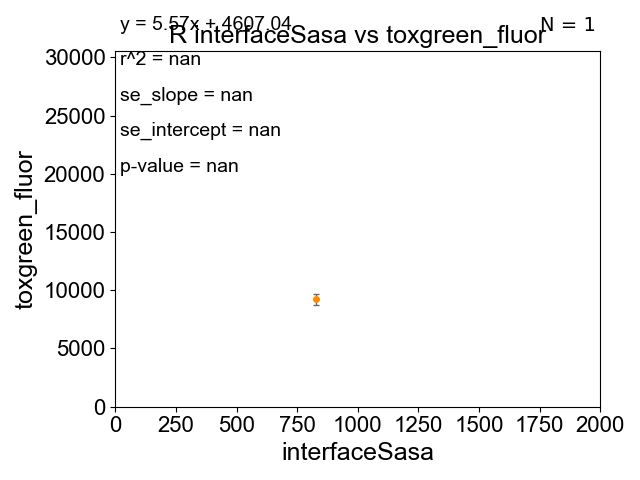 y = 5.57x + 4607.04
N = 1
R interfaceSasa vs toxgreen_fluor
r^2 = nan
se_slope = nan
se_intercept = nan
p-value = nan
30000
25000
20000
15000
10000
5000
0
toxgreen_fluor
0 250 500 750 1000 1250 1500 1750 2000
interfaceSasa